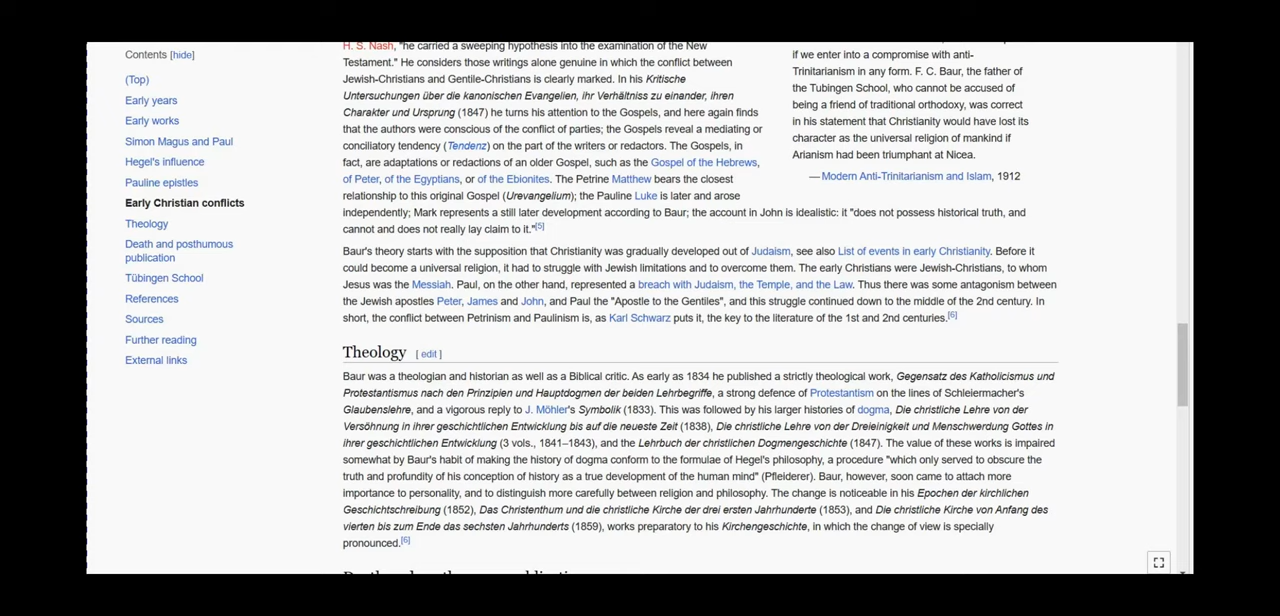 Contents [hide]
(Top)
Early years
Early works
Simon Magus and Paul
Hegel's influence
Pauline epistles
Early Christian conflicts
Theology
Death and posthumous
publication
Tübingen School
References
Sources
Further reading
External links
H. S. Nash, "he carried a sweeping hypothesis into the examination of the New
Testament." He considers those writings alone genuine in which the conflict between
Jewish-Christians and Gentile-Christians is clearly marked. In his Kritische
Untersuchungen über die kanonischen Evangelien, ihr Verhältniss zu einander, ihren
Charakter und Ursprung (1847) he turns his attention to the Gospels, and here again finds
that the authors were conscious of the conflict of parties; the Gospels reveal a mediating or
conciliatory tendency (Tendenz) on the part of the writers or redactors. The Gospels, in
fact, are adaptations or redactions of an older Gospel, such as the Gospel of the Hebrews,
of Peter, of the Egyptians, or of the Ebionites. The Petrine Matthew bears the closest
relationship to this original Gospel (Urevangelium); the Pauline Luke is later and arose
independently; Mark represents a still later development according to Baur; the account in John is idealistic: it "does not possess historical truth, and
cannot and does not really lay claim to it."[5]
if we enter into a compromise with anti-
Trinitarianism in any form. F. C. Baur, the father of
the Tubingen School, who cannot be accused of
being a friend of traditional orthodoxy, was correct
in his statement that Christianity would have lost its
character as the universal religion of mankind if
Arianism had been triumphant at Nicea.
— Modern Anti-Trinitarianism and Islam, 1912
Baur's theory starts with the supposition that Christianity was gradually developed out of Judaism, see also List of events in early Christianity. Before it
could become a universal religion, it had to struggle with Jewish limitations and to overcome them. The early Christians were Jewish-Christians, to whom
Jesus was the Messiah. Paul, on the other hand, represented a breach with Judaism, the Temple, and the Law. Thus there was some antagonism between
the Jewish apostles Peter, James and John, and Paul the "Apostle to the Gentiles", and this struggle continued down to the middle of the 2nd century. In
short, the conflict between Petrinism and Paulinism is, as Karl Schwarz puts it, the key to the literature of the 1st and 2nd centuries.[6]
Theology [ edit ]
Baur was a theologian and historian as well as a Biblical critic. As early as 1834 he published a strictly theological work, Gegensatz des Katholicismus und
Protestantismus nach den Prinzipien und Hauptdogmen der beiden Lehrbegriffe, a strong defence of Protestantism on the lines of Schleiermacher's
Glaubenslehre, and a vigorous reply to J. Möhler's Symbolik (1833). This was followed by his larger histories of dogma, Die christliche Lehre von der
Versöhnung in ihrer geschichtlichen Entwicklung bis auf die neueste Zeit (1838), Die christliche Lehre von der Dreieinigkeit und Menschwerdung Gottes in
ihrer geschichtlichen Entwicklung (3 vols., 1841–1843), and the Lehrbuch der christlichen Dogmengeschichte (1847). The value of these works is impaired
somewhat by Baur's habit of making the history of dogma conform to the formulae of Hegel's philosophy, a procedure "which only served to obscure the
truth and profundity of his conception of history as a true development of the human mind" (Pfleiderer). Baur, however, soon came to attach more
importance to personality, and to distinguish more carefully between religion and philosophy. The change is noticeable in his Epochen der kirchlichen
Geschichtschreibung (1852), Das Christenthum und die christliche Kirche der drei ersten Jahrhunderte (1853), and Die christliche Kirche von Anfang des
vierten bis zum Ende das sechsten Jahrhunderts (1859), works preparatory to his Kirchengeschichte, in which the change of view is specially
pronounced.[6]